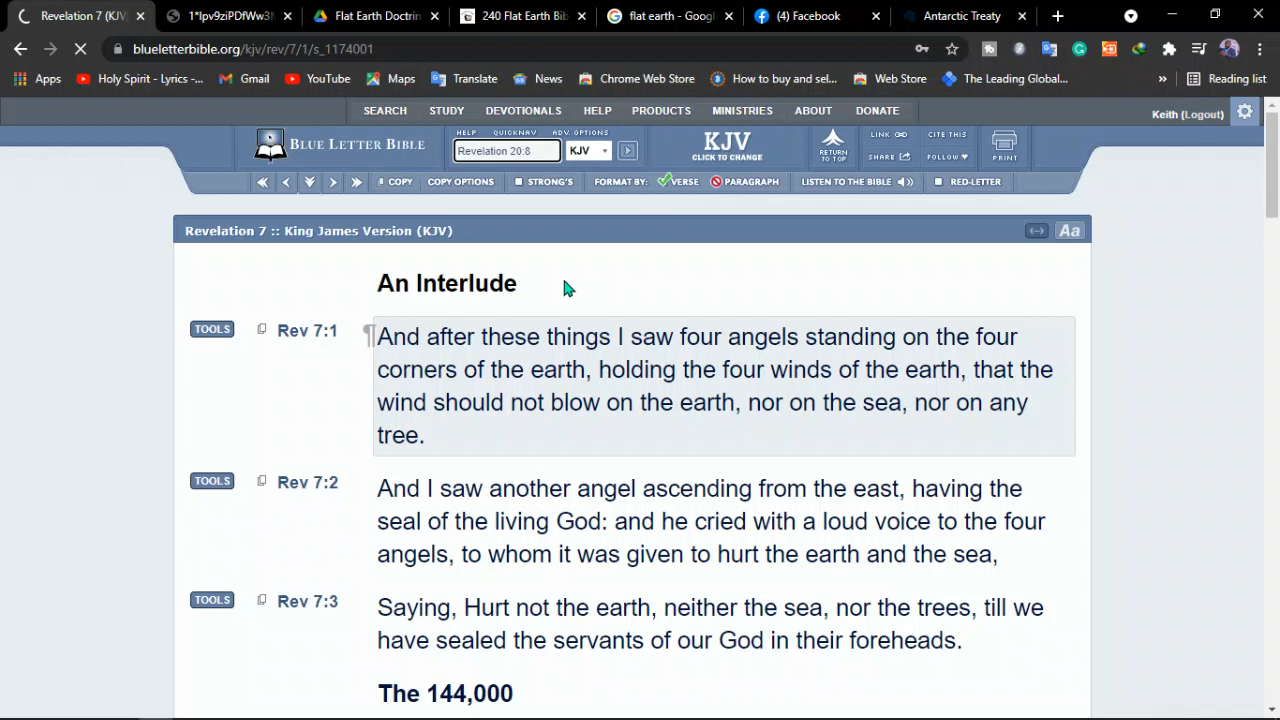 Revelation 7 (KJV
1*Ipv9ziPDfWw3
Flat Earth Doctrin
240 Flat Earth Bib
flat earth - Goog
(4) Facebook
Antarctic Treaty
blueletterbible.org/kjv/rev/7/1/s_1174001
Apps
Holy Spirit - Lyrics -...
Gmail
YouTube
Maps
Translate
News
Chrome Web Store
How to buy and sel...
Web Store
The Leading Global...
»
Reading list
SEARCH
STUDY
DEVOTIONALS
HELP
PRODUCTS
MINISTRIES
ABOUT
DONATE
Keith (Logout)
BLUE LETTER BIBLE
HELP
QUICKNAV
ADV. OPTIONS
Revelation 20:8
KJV
KJV
CLICK TO CHANGE
RETURN
TO TOP
LINK
CITE THIS
SHARE
FOLLOW
PRINT
COPY
COPY OPTIONS
STRONG'S
FORMAT BY:
VERSE
PARAGRAPH
LISTEN TO THE BIBLE
RED-LETTER
Revelation 7 :: King James Version (KJV)
Aa
An Interlude
TOOLS
Rev 7:1
¶And after these things I saw four angels standing on the four
corners of the earth, holding the four winds of the earth, that the
wind should not blow on the earth, nor on the sea, nor on any
tree.
TOOLS
Rev 7:2
And I saw another angel ascending from the east, having the
seal of the living God: and he cried with a loud voice to the four
angels, to whom it was given to hurt the earth and the sea,
TOOLS
Rev 7:3
Saying, Hurt not the earth, neither the sea, nor the trees, till we
have sealed the servants of our God in their foreheads.
The 144,000